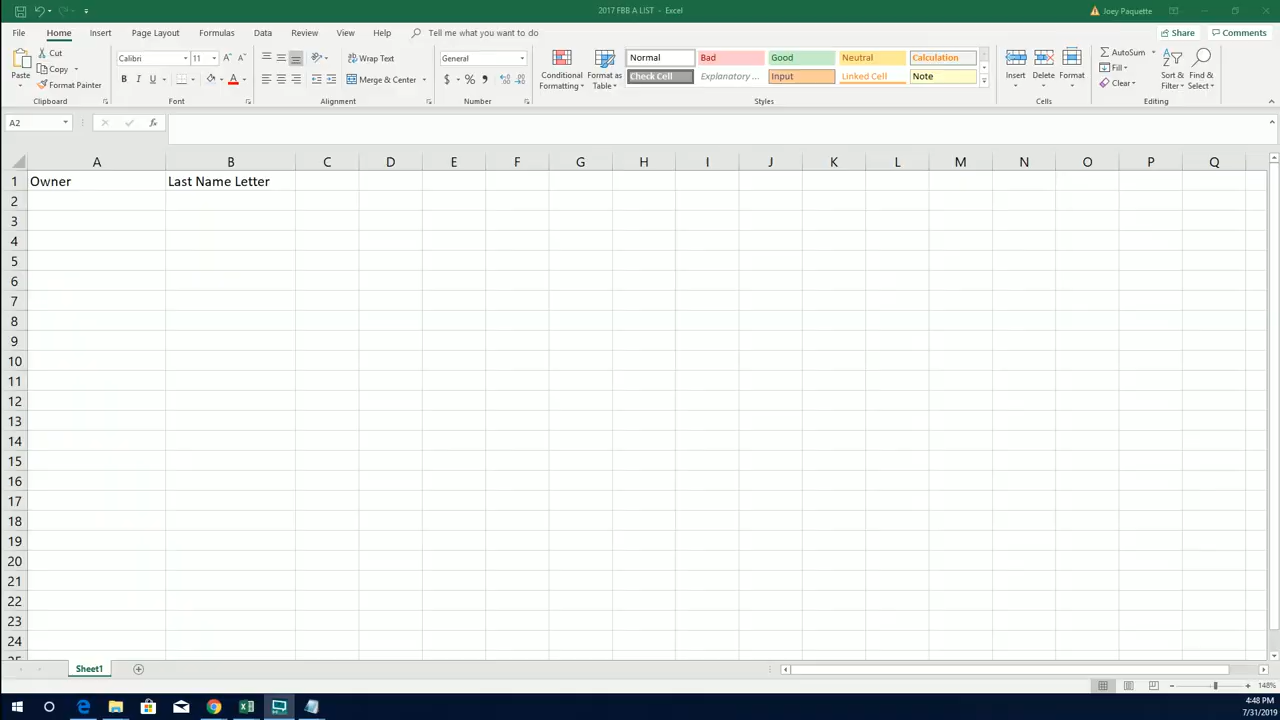 2017 FBB A LIST - Excel
Joey Paquette
File Home Insert Page Layout Formulas Data Review View Help Tell me what you want to do
Share Comments
Paste
Cut
Copy
Format Painter
Clipboard
Calibri 11
B I U
Font
Wrap Text
Merge & Center
Alignment
General
$ % ,
Number
Conditional Formatting
Format as Table
Normal Bad Good Neutral Calculation
Check Cell Explanatory ... Input Linked Cell Note
Styles
Insert Delete Format
Cells
AutoSum
Fill
Clear
Sort & Filter
Find & Select
Editing
A2 fx
A B C D E F G H I J K L M N O P Q
1 Owner Last Name Letter
2
3
4
5
6
7
8
9
10
11
12
13
14
15
16
17
18
19
20
21
22
23
24
25
Sheet1
148%
4:48 PM
7/31/2019